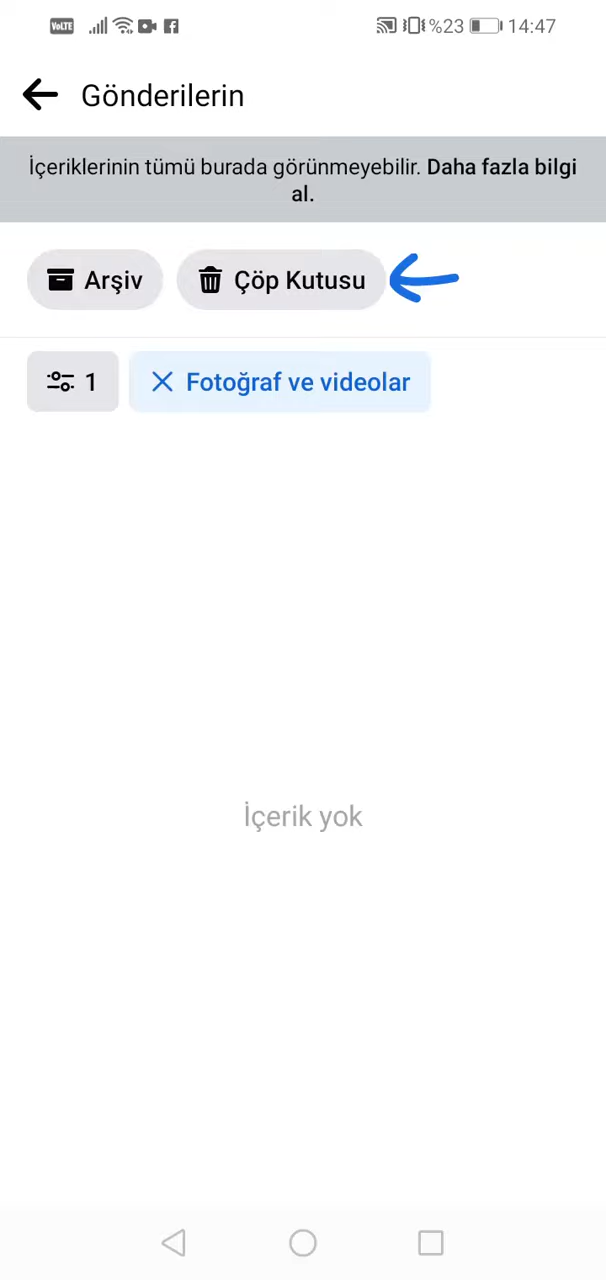 VoLTE %23 14:47
Gönderilerin
İçeriklerinin tümü burada görünmeyebilir. Daha fazla bilgi
al.
Arşiv Çöp Kutusu
1 Fotoğraf ve videolar
İçerik yok